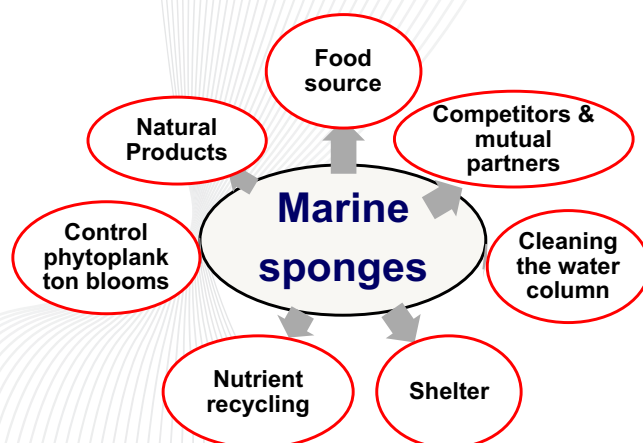 Food
source
Natural
Products
Competitors &
mutual
partners
Marine
sponges
Control
phytoplank
ton blooms
Cleaning
the water
column
Nutrient
recycling
Shelter